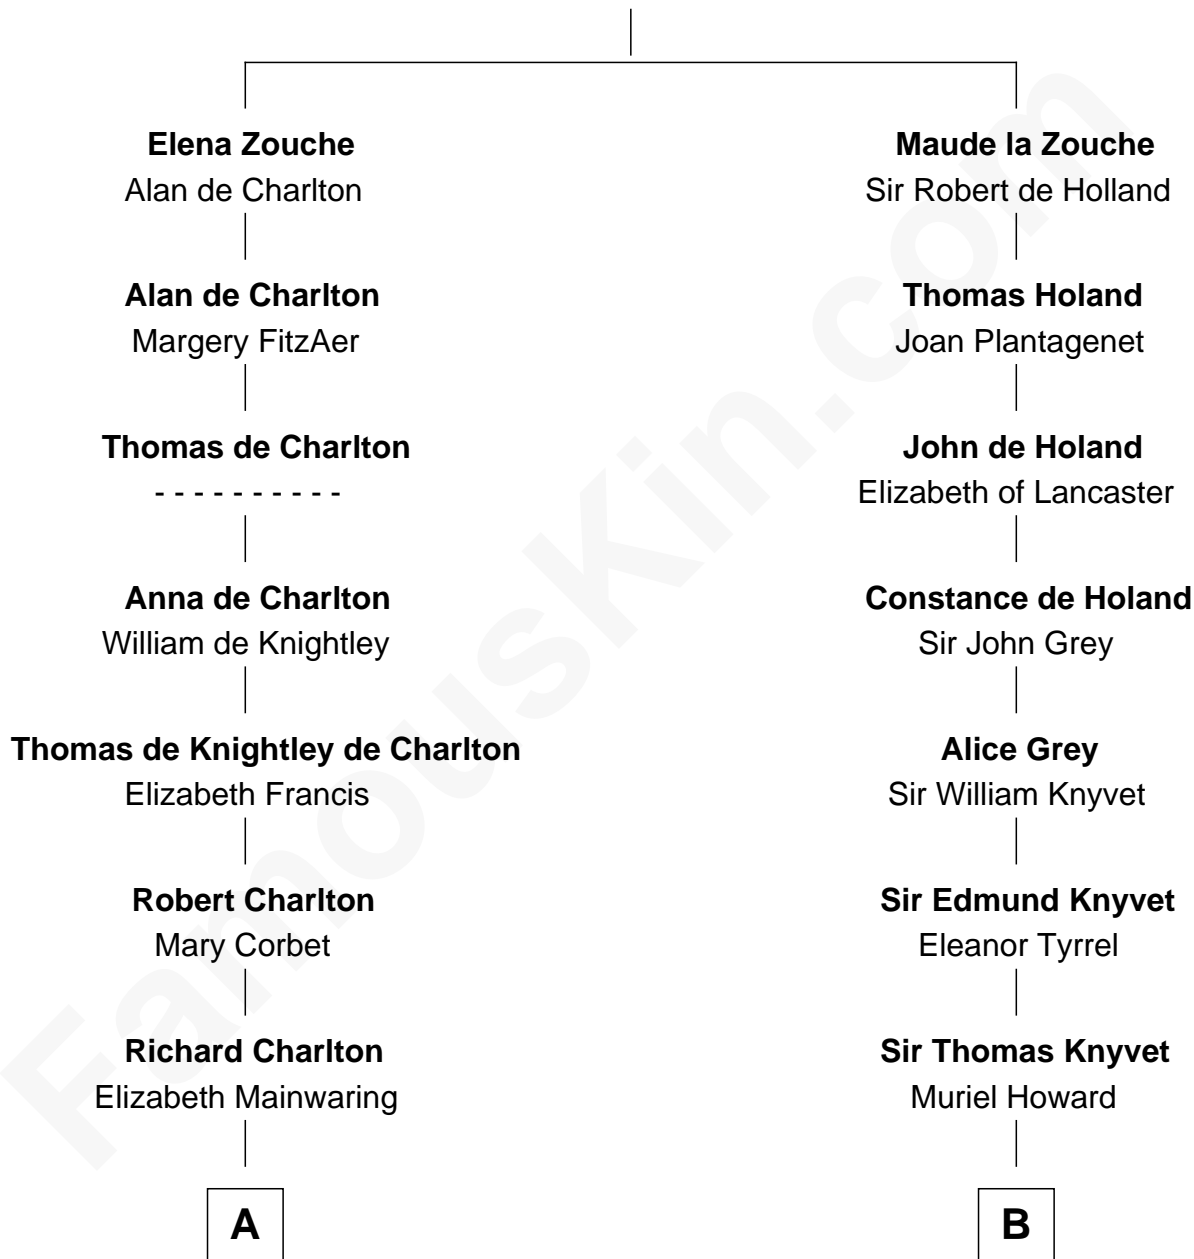 Elena Zouche
Alan de Charlton
Alan de Charlton
Margery FitzAer
Thomas de Charlton
- - - - - - - - - -
Anna de Charlton
William de Knightley
Thomas de Knightley de Charlton
Elizabeth Francis
Robert Charlton
Mary Corbet
Richard Charlton
Elizabeth Mainwaring
A
Maude la Zouche
Sir Robert de Holland
Thomas Holand
Joan Plantagenet
John de Holand
Elizabeth of Lancaster
Constance de Holand
Sir John Grey
Alice Grey
Sir William Knyvet
Sir Edmund Knyvet
Eleanor Tyrrel
Sir Thomas Knyvet
Muriel Howard
B
FamousKin.com